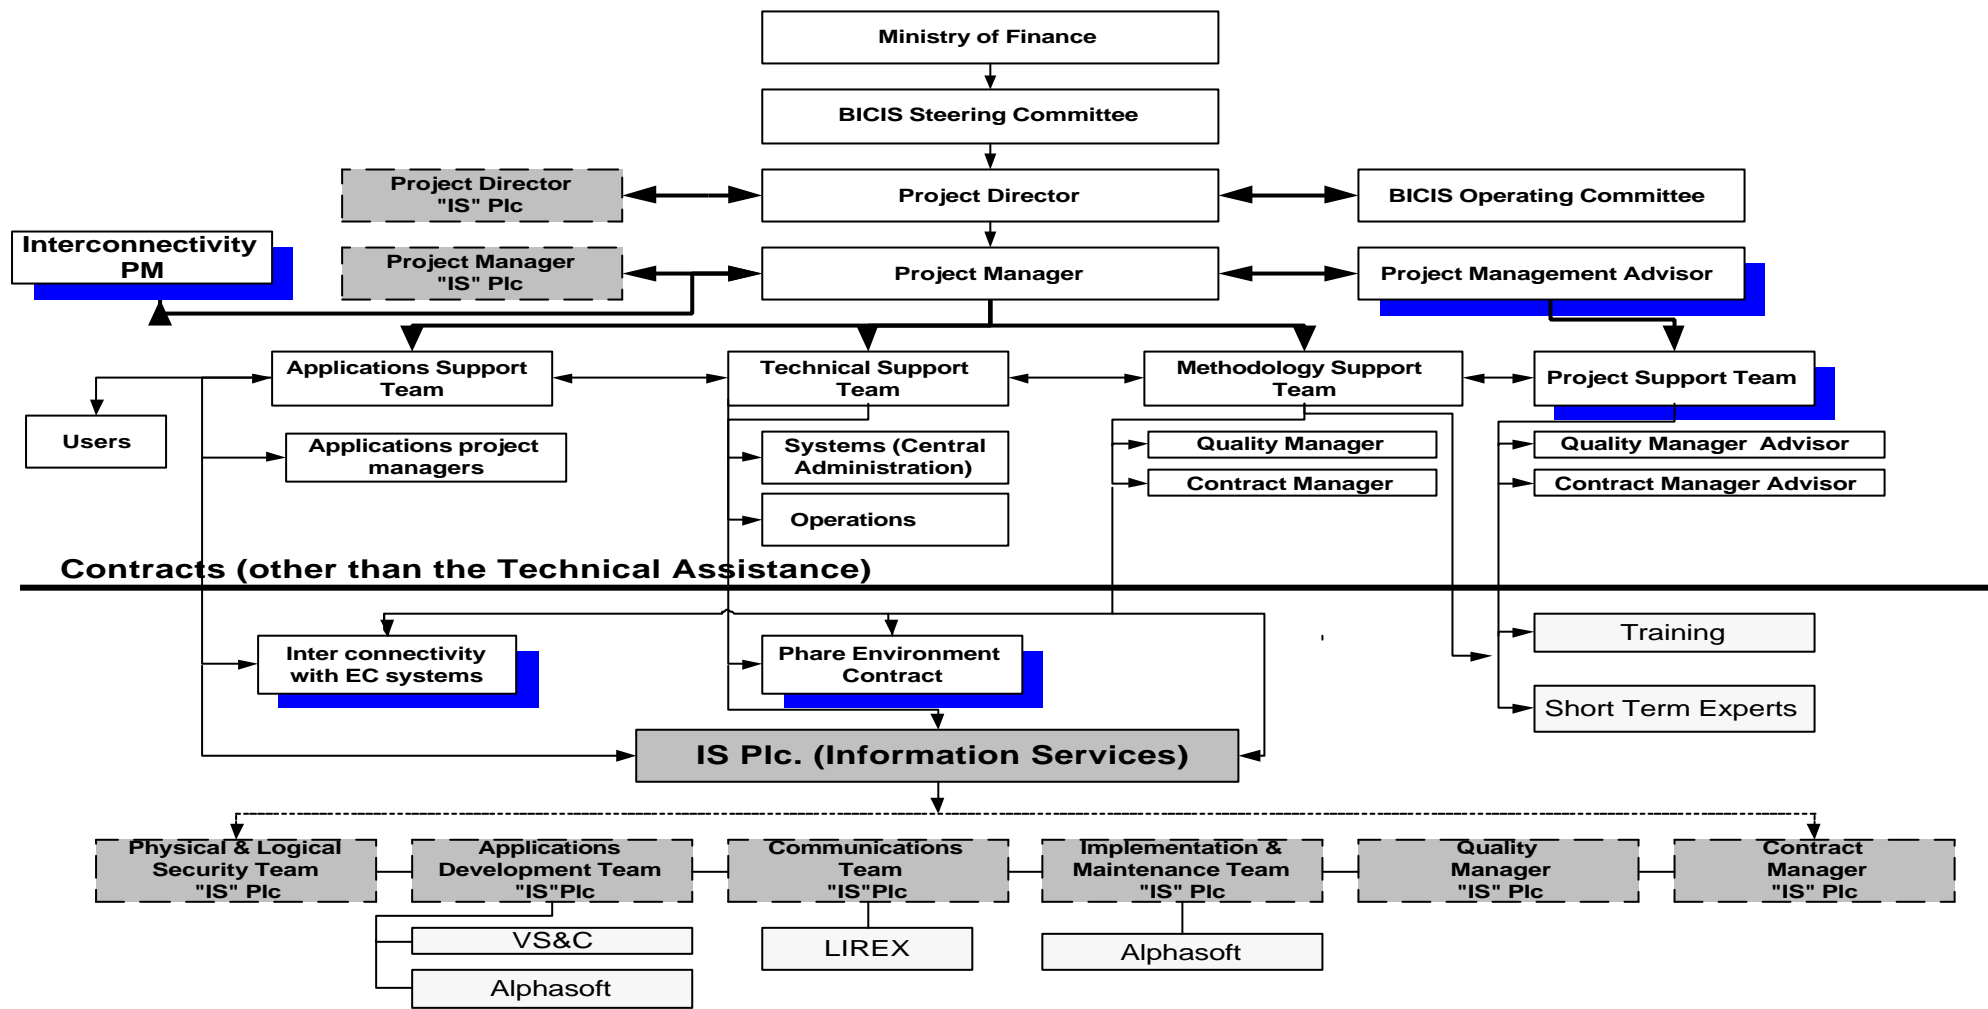 Ministry of Finance
BICIS Steering Committee
Project Director
"IS" Plc
Project Director
BICIS Operating Committee
Interconnectivity
PM
Project Manager
"IS" Plc
Project Manager
Project Management Advisor
Applications Support
Team
Technical Support
Team
Methodology Support
Team
Project Support Team
Users
Applications project
managers
Systems (Central
Administration)
Operations
Quality Manager
Contract Manager
Quality Manager Advisor
Contract Manager Advisor
Contracts (other than the Technical Assistance)
Inter connectivity
with EC systems
Phare Environment
Contract
Training
Short Term Experts
IS Plc. (Information Services)
Physical & Logical
Security Team
"IS" Plc
Applications
Development Team
"IS"Plc
Communications
Team
"IS"Plc
Implementation &
Maintenance Team
"IS" Plc
Quality
Manager
"IS" Plc
Contract
Manager
"IS" Plc
VS&C
Alphasoft
LIREX
Alphasoft